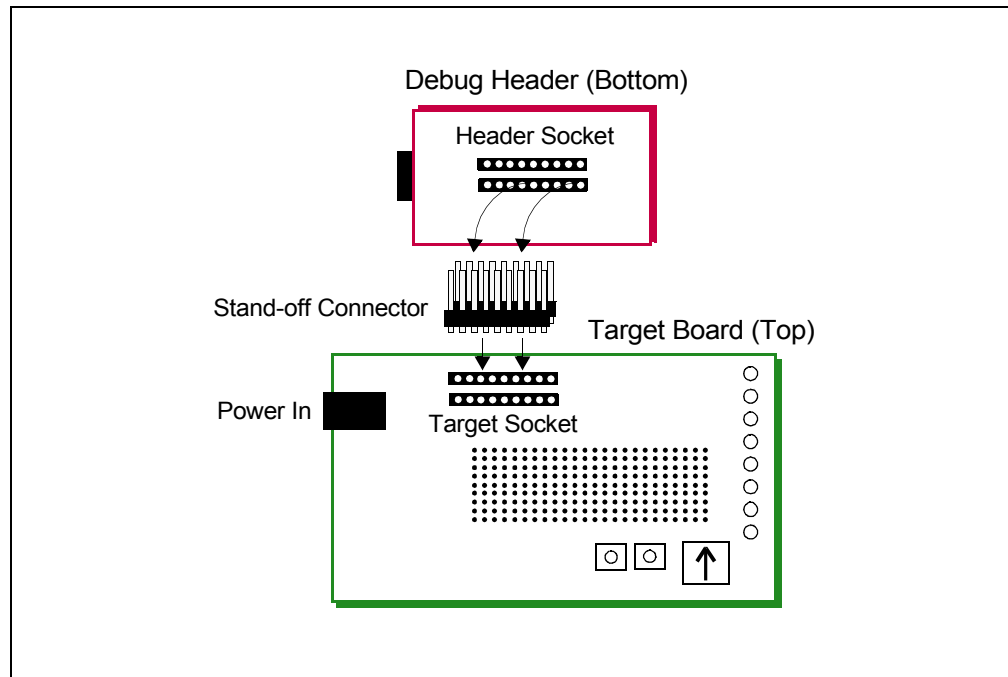 Debug Header (Bottom)
Header Socket
Stand-off Connector
Target Board (Top)
Power In
Target Socket